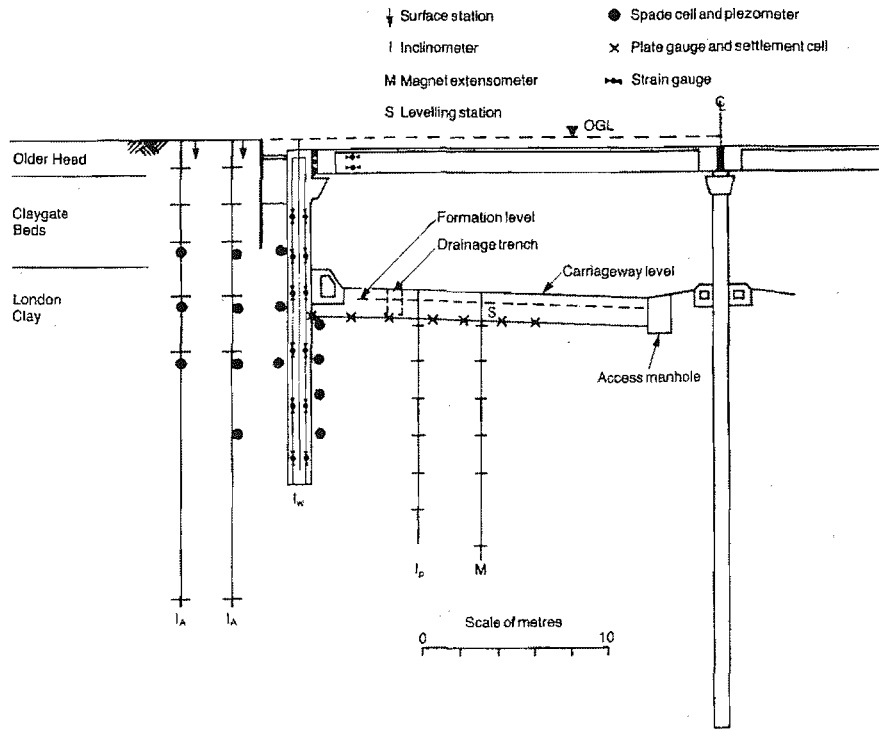 Surface station
Spade cell and piezometer
I Inclinometer
Plate gauge and settlement cell
M Magnet extensometer
Strain gauge
S Levelling station
C
OGL
Older Head
Claygate
Beds
Formation level
Drainage trench
Carriageway level
London
Clay
S
Access manhole
Iw
Ip
M
IA
IA
Scale of metres
0
10